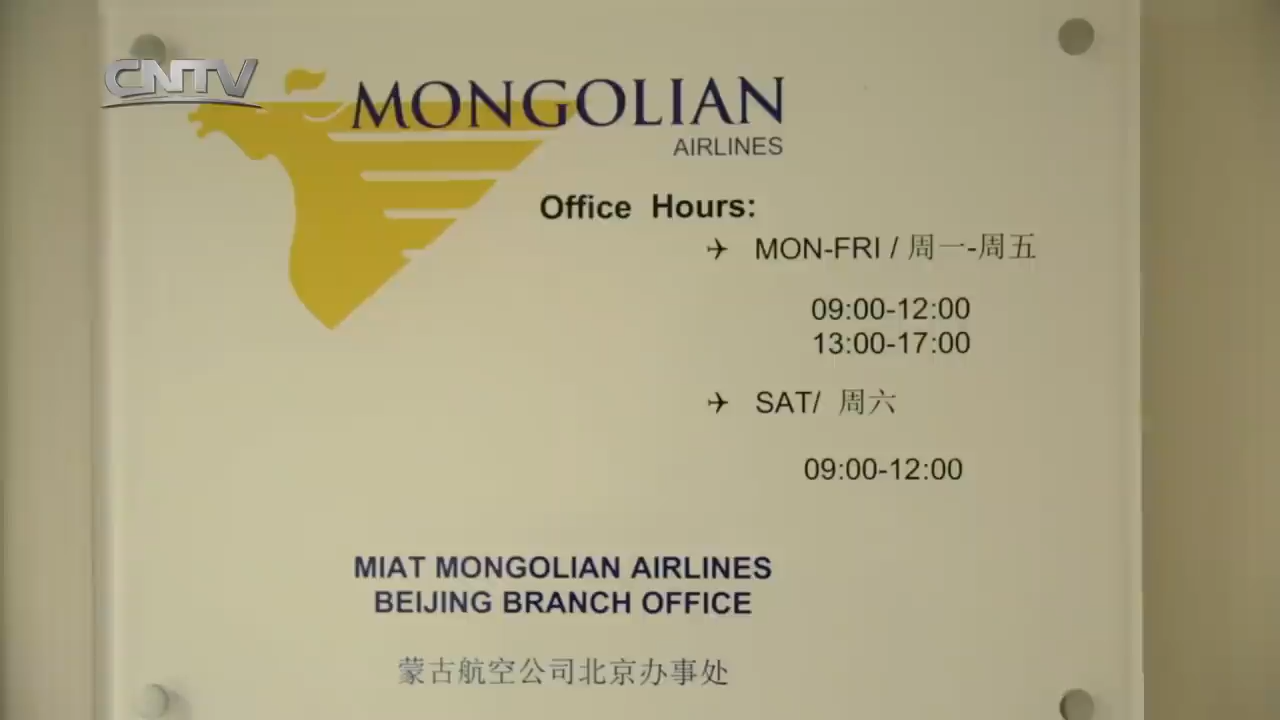 CNTV
MONGOLIAN
AIRLINES
Office Hours:
✈ MON-FRI / 周一-周五
09:00-12:00
13:00-17:00
✈ SAT/ 周六
09:00-12:00
MIAT MONGOLIAN AIRLINES
BEIJING BRANCH OFFICE
蒙古航空公司北京办事处